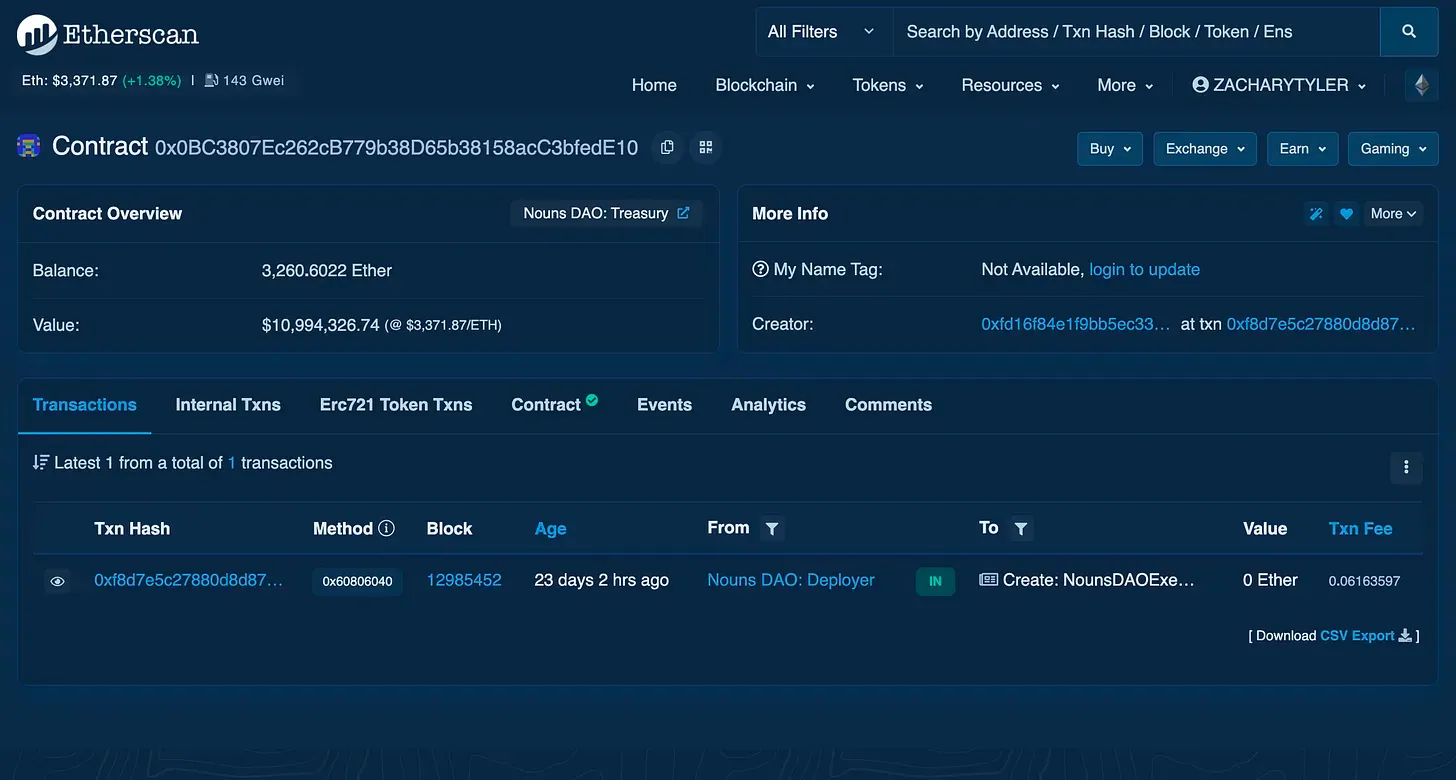 Etherscan
All Filters
Search by Address / Txn Hash / Block / Token / Ens
Eth: $3,371.87 (+1.38%) | 143 Gwei
Home Blockchain Tokens Resources More ZACHARYTYLER
Contract 0x0BC3807Ec262cB779b38D65b38158acC3bfedE10
Buy Exchange Earn Gaming
Contract Overview
Nouns DAO: Treasury
Balance: 3,260.6022 Ether
Value: $10,994,326.74 (@ $3,371.87/ETH)
More Info
More
My Name Tag: Not Available, login to update
Creator: 0xfd16f84e1f9bb5ec33... at txn 0xf8d7e5c27880d8d87...
Transactions Internal Txns Erc721 Token Txns Contract Events Analytics Comments
Latest 1 from a total of 1 transactions
Txn Hash Method Block Age From To Value Txn Fee
0xf8d7e5c27880d8d87... 0x60806040 12985452 23 days 2 hrs ago Nouns DAO: Deployer IN Create: NounsDAOExe... 0 Ether 0.06163597
[ Download CSV Export ]